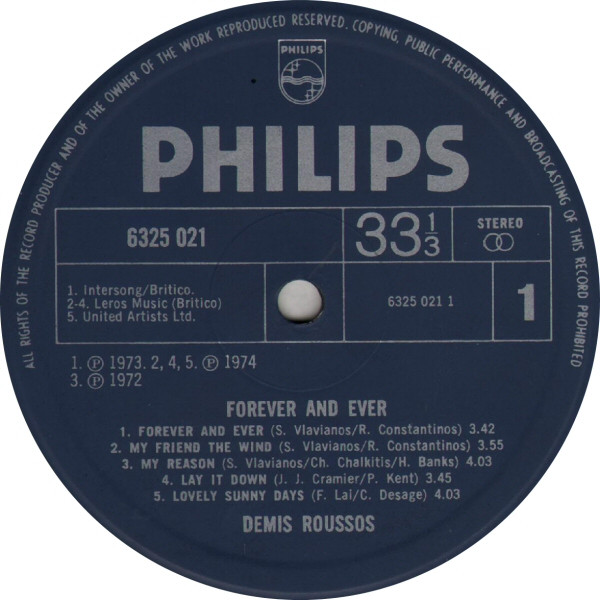 ALL RIGHTS OF THE RECORD PRODUCER AND OF THE OWNER OF THE WORK REPRODUCED RESERVED. COPYING, PUBLIC PERFORMANCE AND BROADCASTING OF THIS RECORD PROHIBITED
PHILIPS
PHILIPS
6325 021
33 1/3
STEREO
1. Intersong/Britico.
2-4. Leros Music (Britico)
5. United Artists Ltd.
6325 021 1
1
1. ℗ 1973. 2, 4, 5. ℗ 1974
3. ℗ 1972
FOREVER AND EVER
1. FOREVER AND EVER (S. Vlavianos/R. Constantinos) 3.42
2. MY FRIEND THE WIND (S. Vlavianos/R. Constantinos) 3.55
3. MY REASON (S. Vlavianos/Ch. Chalkitis/H. Banks) 4.03
4. LAY IT DOWN (J. J. Cramier/P. Kent) 3.45
5. LOVELY SUNNY DAYS (F. Lai/C. Desage) 4.03
DEMIS ROUSSOS